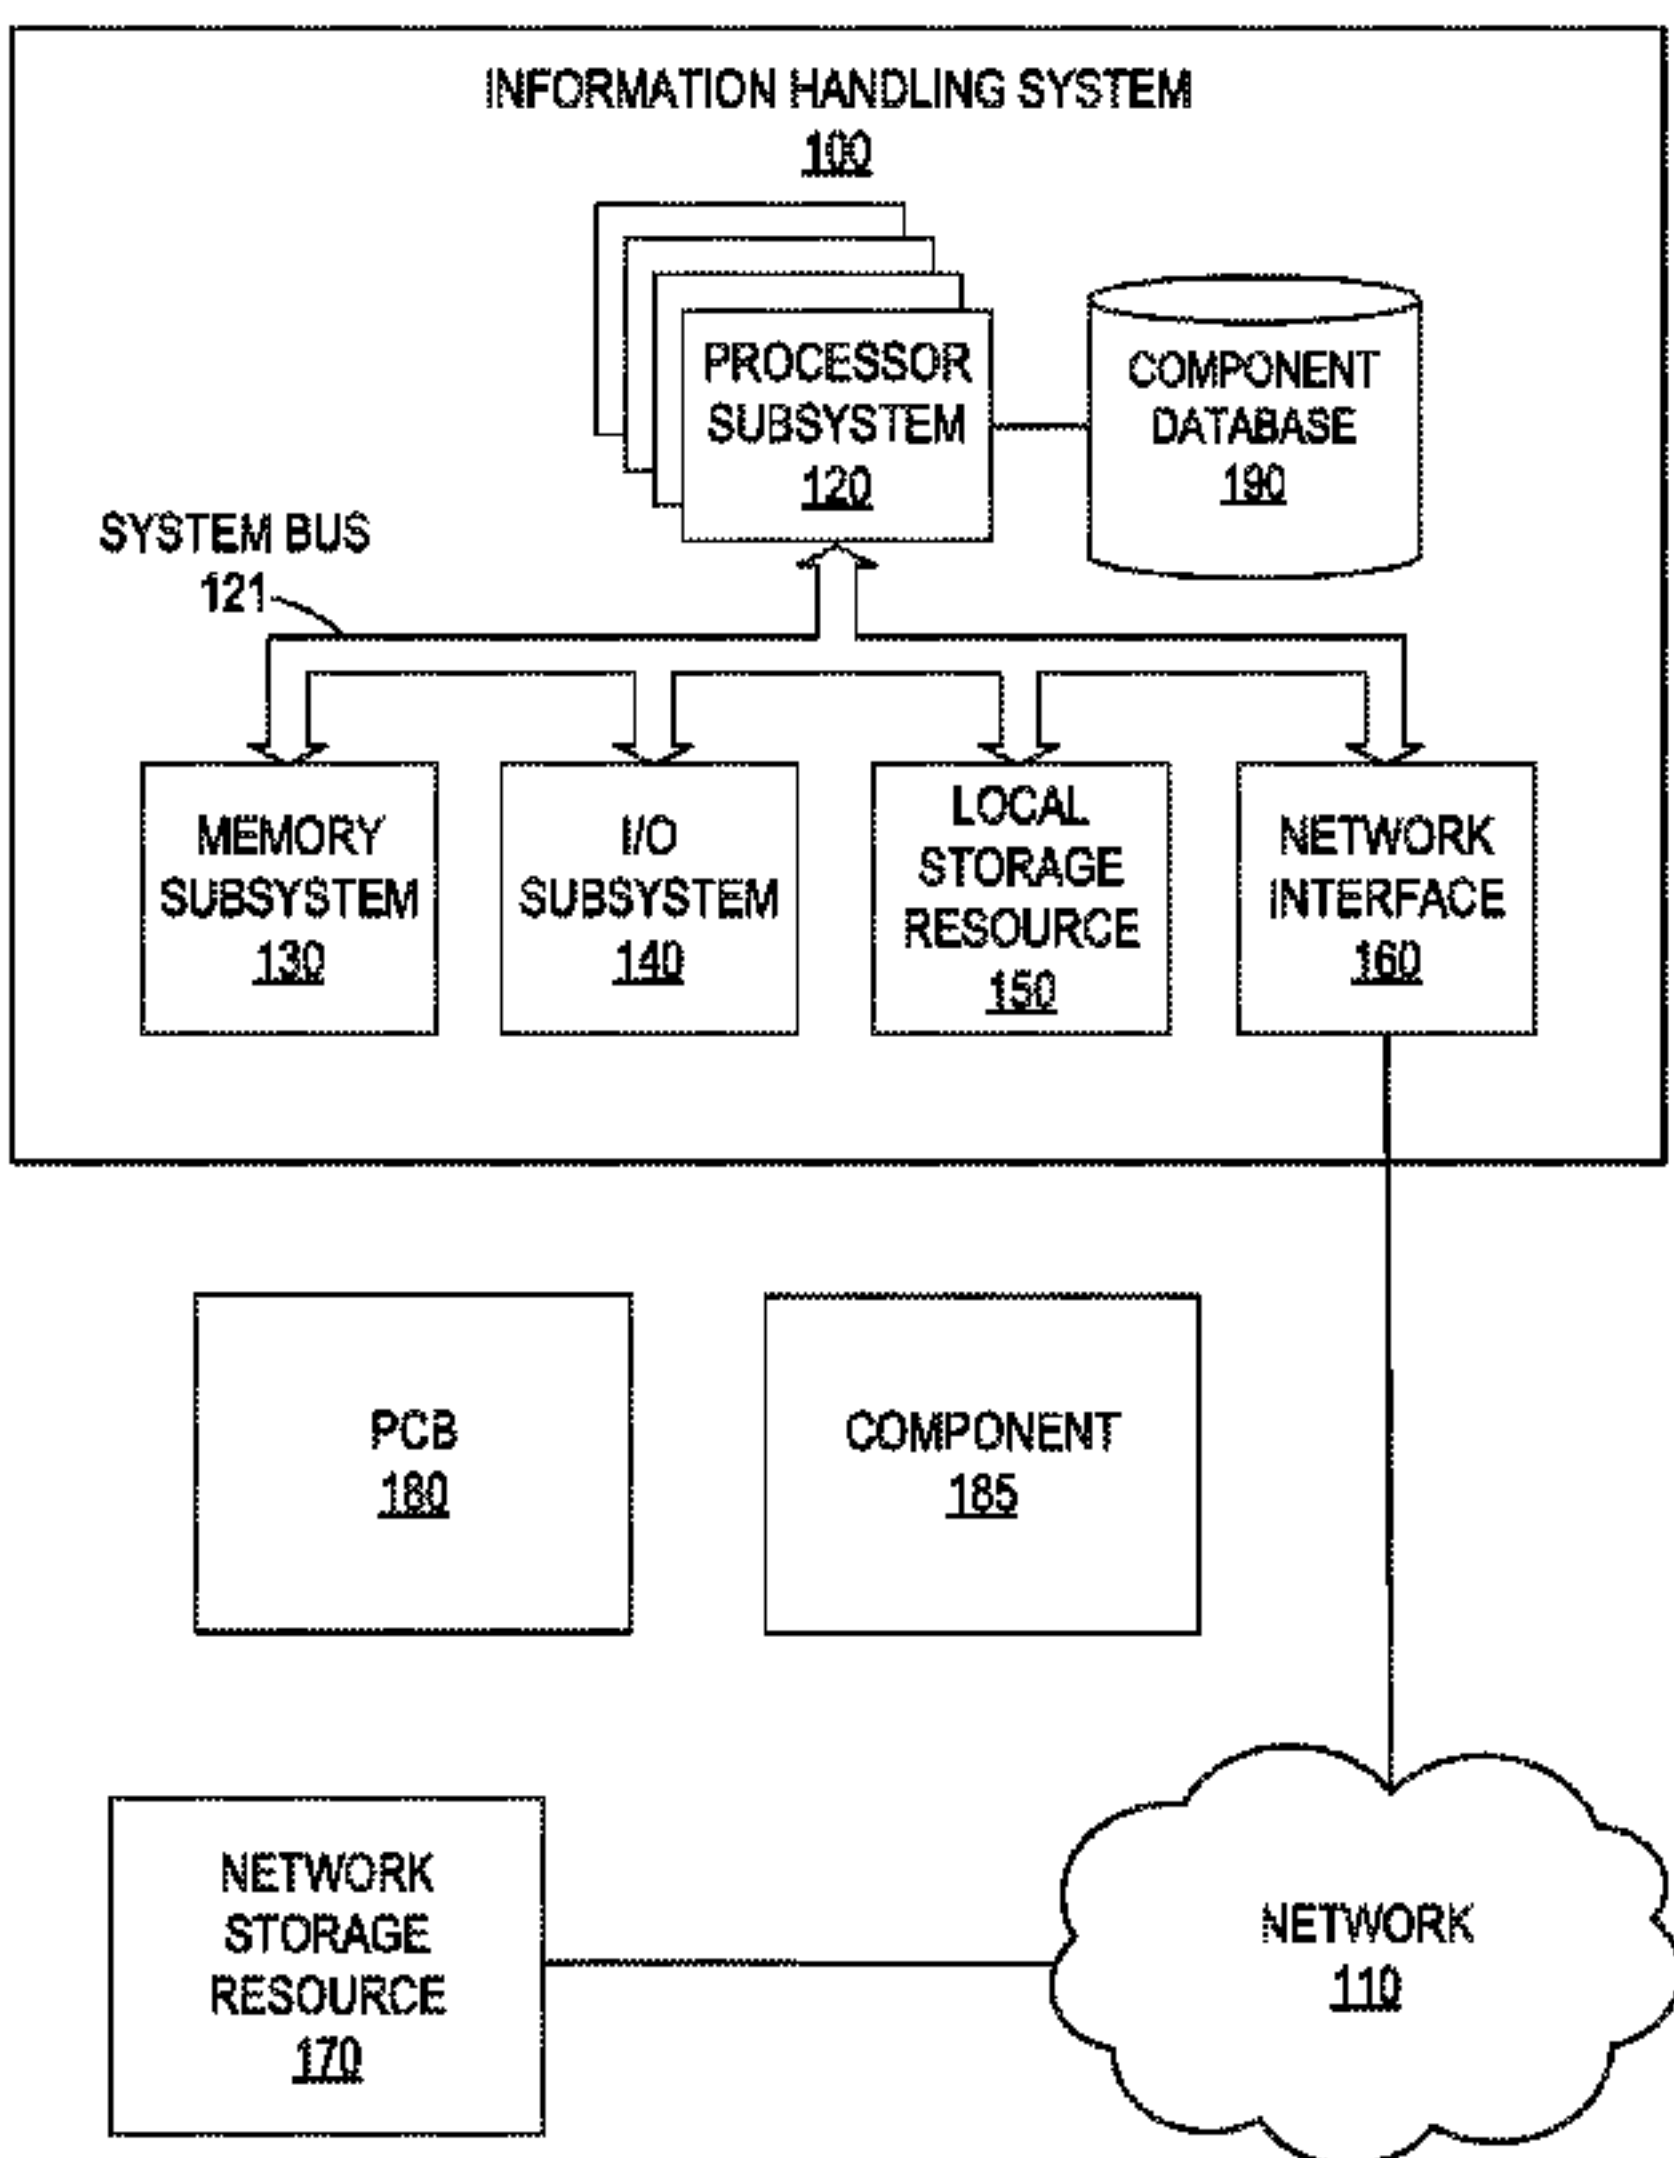 INFORMATION HANDLING SYSTEM
100
PROCESSOR
SUBSYSTEM
120
COMPONENT
DATABASE
190
SYSTEM BUS
121
MEMORY
SUBSYSTEM
130
I/O
SUBSYSTEM
140
LOCAL
STORAGE
RESOURCE
150
NETWORK
INTERFACE
160
PCB
180
COMPONENT
185
NETWORK
STORAGE
RESOURCE
170
NETWORK
110